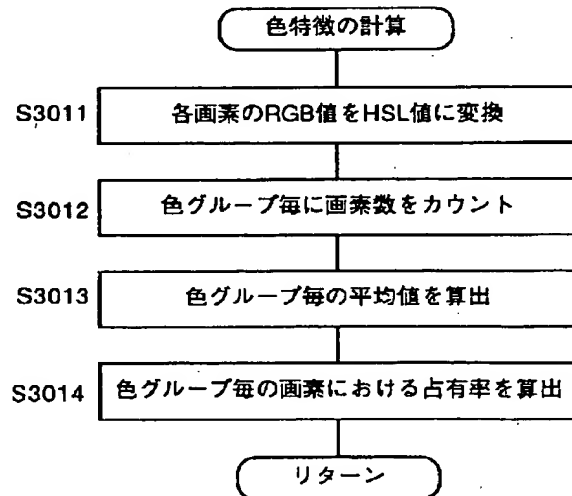 色特徴の計算
S3011 各画素のRGB値をHSL値に変換
S3012 色グループ毎に画素数をカウント
S3013 色グループ毎の平均値を算出
S3014 色グループ毎の画素における占有率を算出
リターン